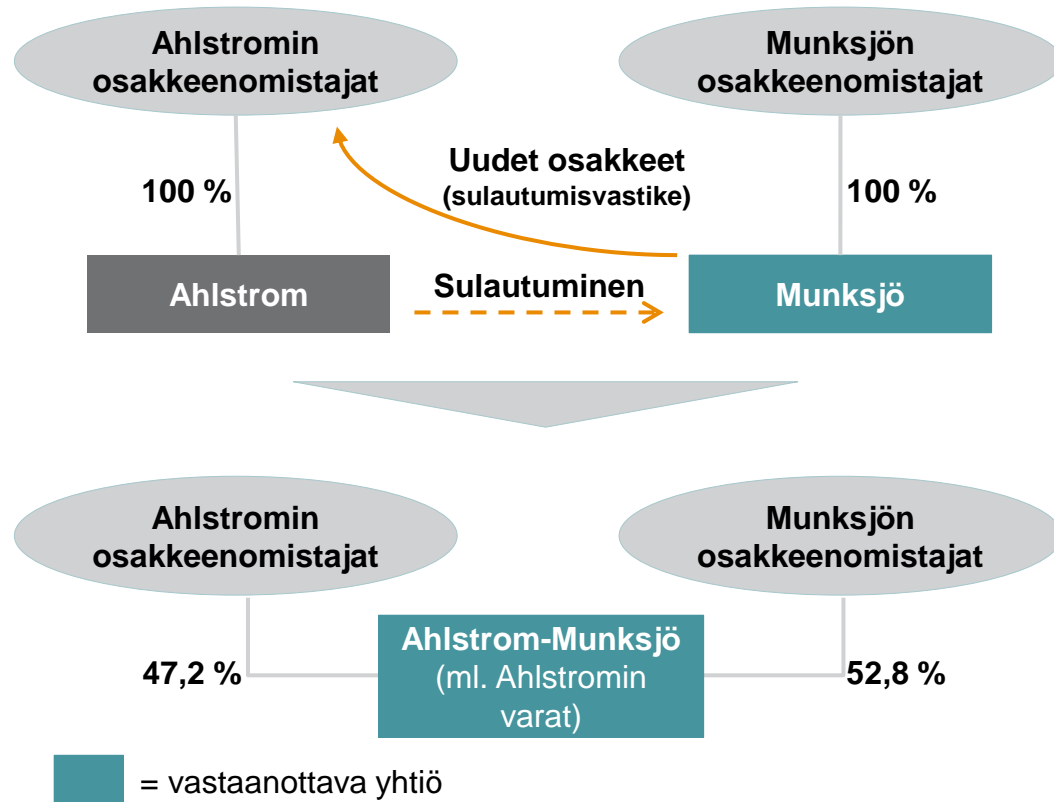 Ahlstromin
osakkeenomistajat
Munksjön
osakkeenomistajat
Uudet osakkeet
(sulautumisvastike)
100 %
100 %
Ahlstrom
Sulautuminen
Munksjö
Ahlstromin
osakkeenomistajat
Munksjön
osakkeenomistajat
Ahlstrom-Munksjö
(ml. Ahlstromin
varat)
47,2 %
52,8 %
= vastaanottava yhtiö